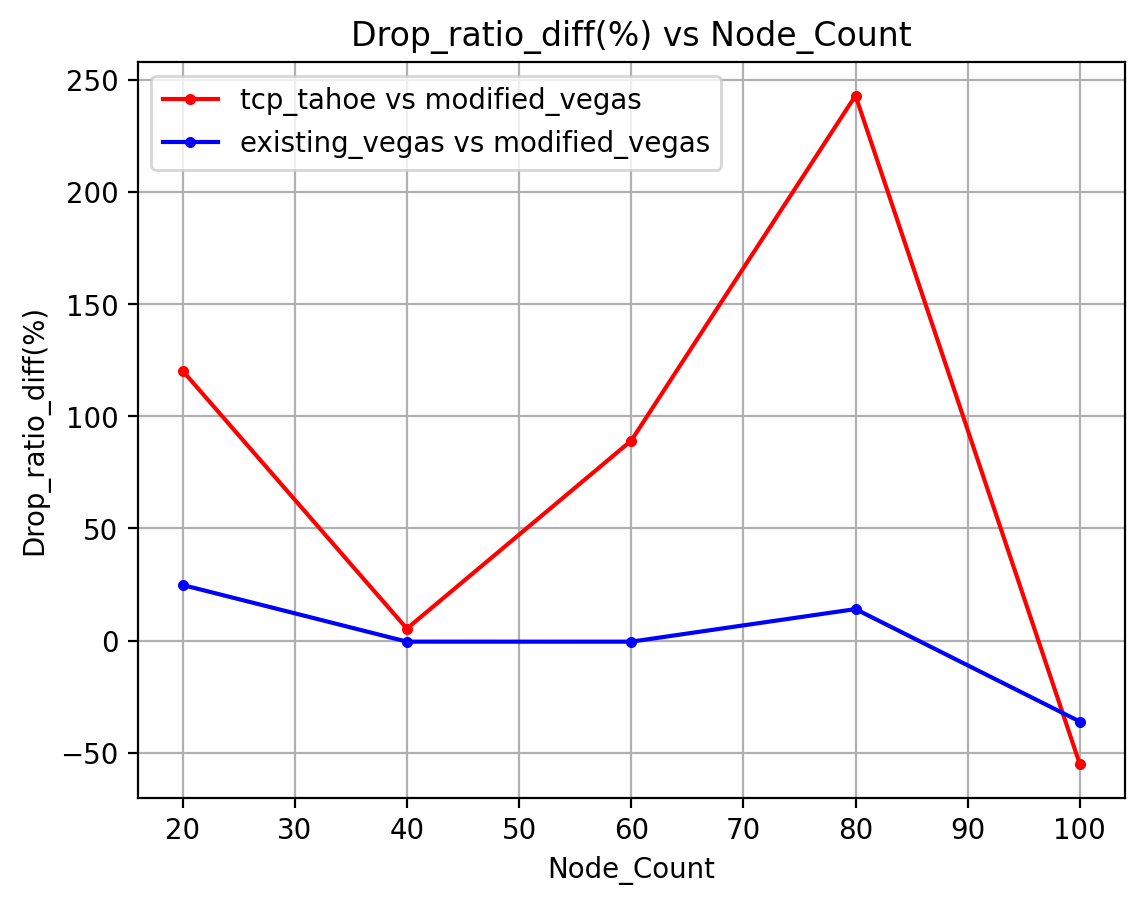 Drop_ratio_diff(%) vs Node_Count
tcp_tahoe vs modified_vegas
existing_vegas vs modified_vegas
Drop_ratio_diff(%)
250
200
150
100
50
0
−50
20 30 40 50 60 70 80 90 100
Node_Count